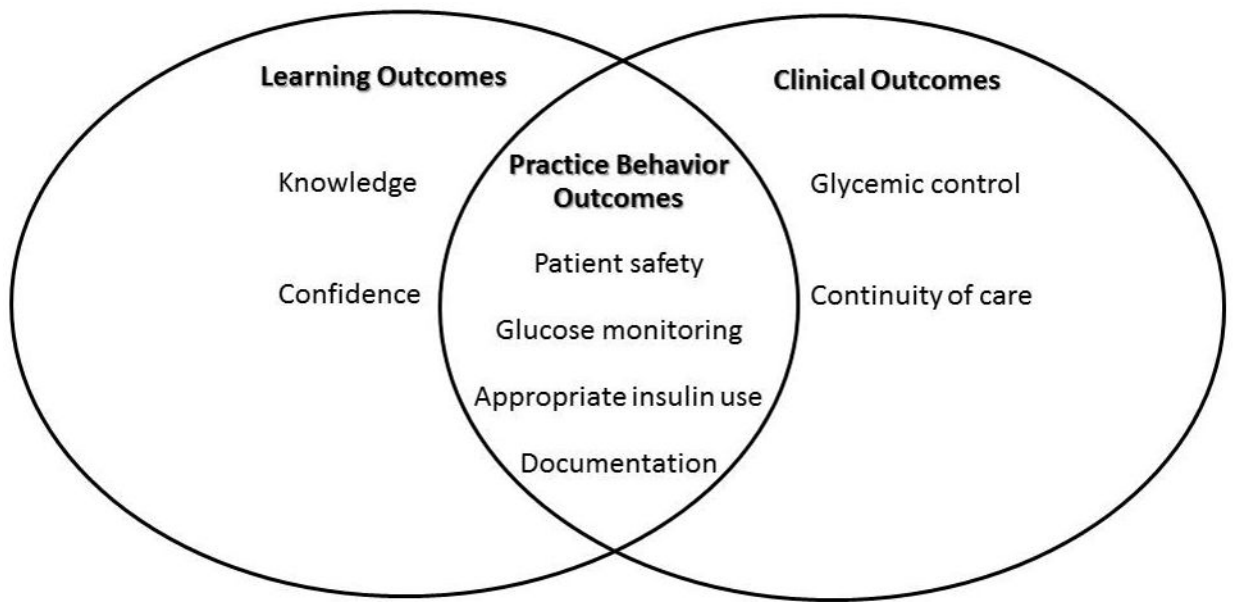 Learning Outcomes
Knowledge
Confidence
Practice Behavior
Outcomes
Patient safety
Glucose monitoring
Appropriate insulin use
Documentation
Clinical Outcomes
Glycemic control
Continuity of care